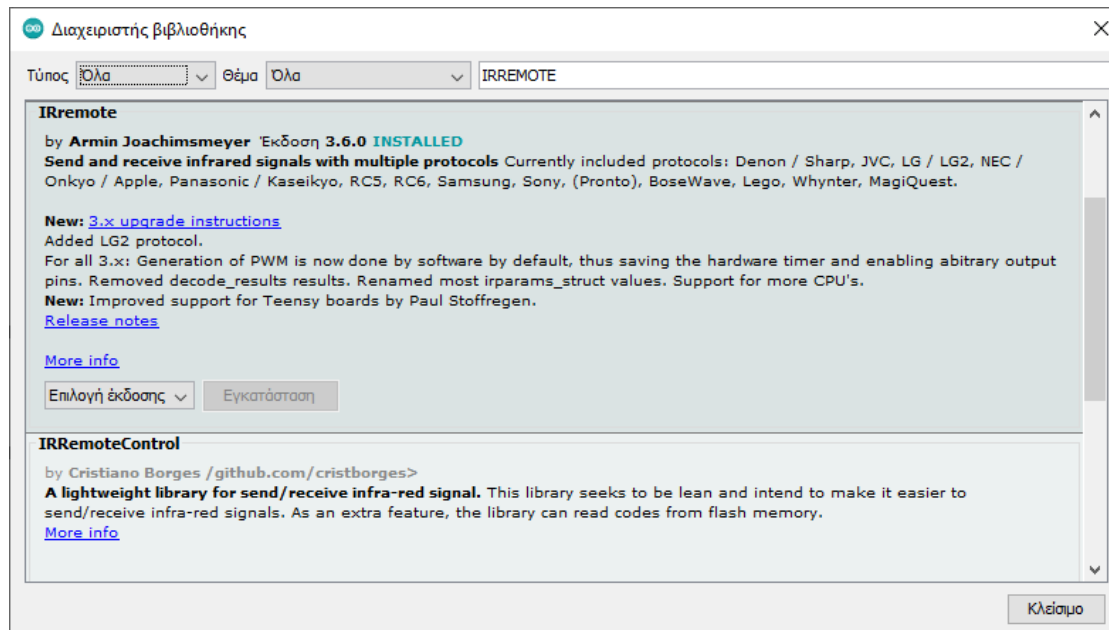 Διαχειριστής βιβλιοθήκης
Τύπος Όλα Θέμα Όλα IRREMOTE
IRremote
by Armin Joachimsmeyer Έκδοση 3.6.0 INSTALLED
Send and receive infrared signals with multiple protocols Currently included protocols: Denon / Sharp, JVC, LG / LG2, NEC /
Onkyo / Apple, Panasonic / Kaseikyo, RC5, RC6, Samsung, Sony, (Pronto), BoseWave, Lego, Whynter, MagiQuest.
New: 3.x upgrade instructions
Added LG2 protocol.
For all 3.x: Generation of PWM is now done by software by default, thus saving the hardware timer and enabling abitrary output
pins. Removed decode_results results. Renamed most irparams_struct values. Support for more CPU's.
New: Improved support for Teensy boards by Paul Stoffregen.
Release notes
More info
Επιλογή έκδοσης Εγκατάσταση
IRRemoteControl
by Cristiano Borges /github.com/cristborges>
A lightweight library for send/receive infra-red signal. This library seeks to be lean and intend to make it easier to
send/receive infra-red signals. As an extra feature, the library can read codes from flash memory.
More info
Κλείσιμο